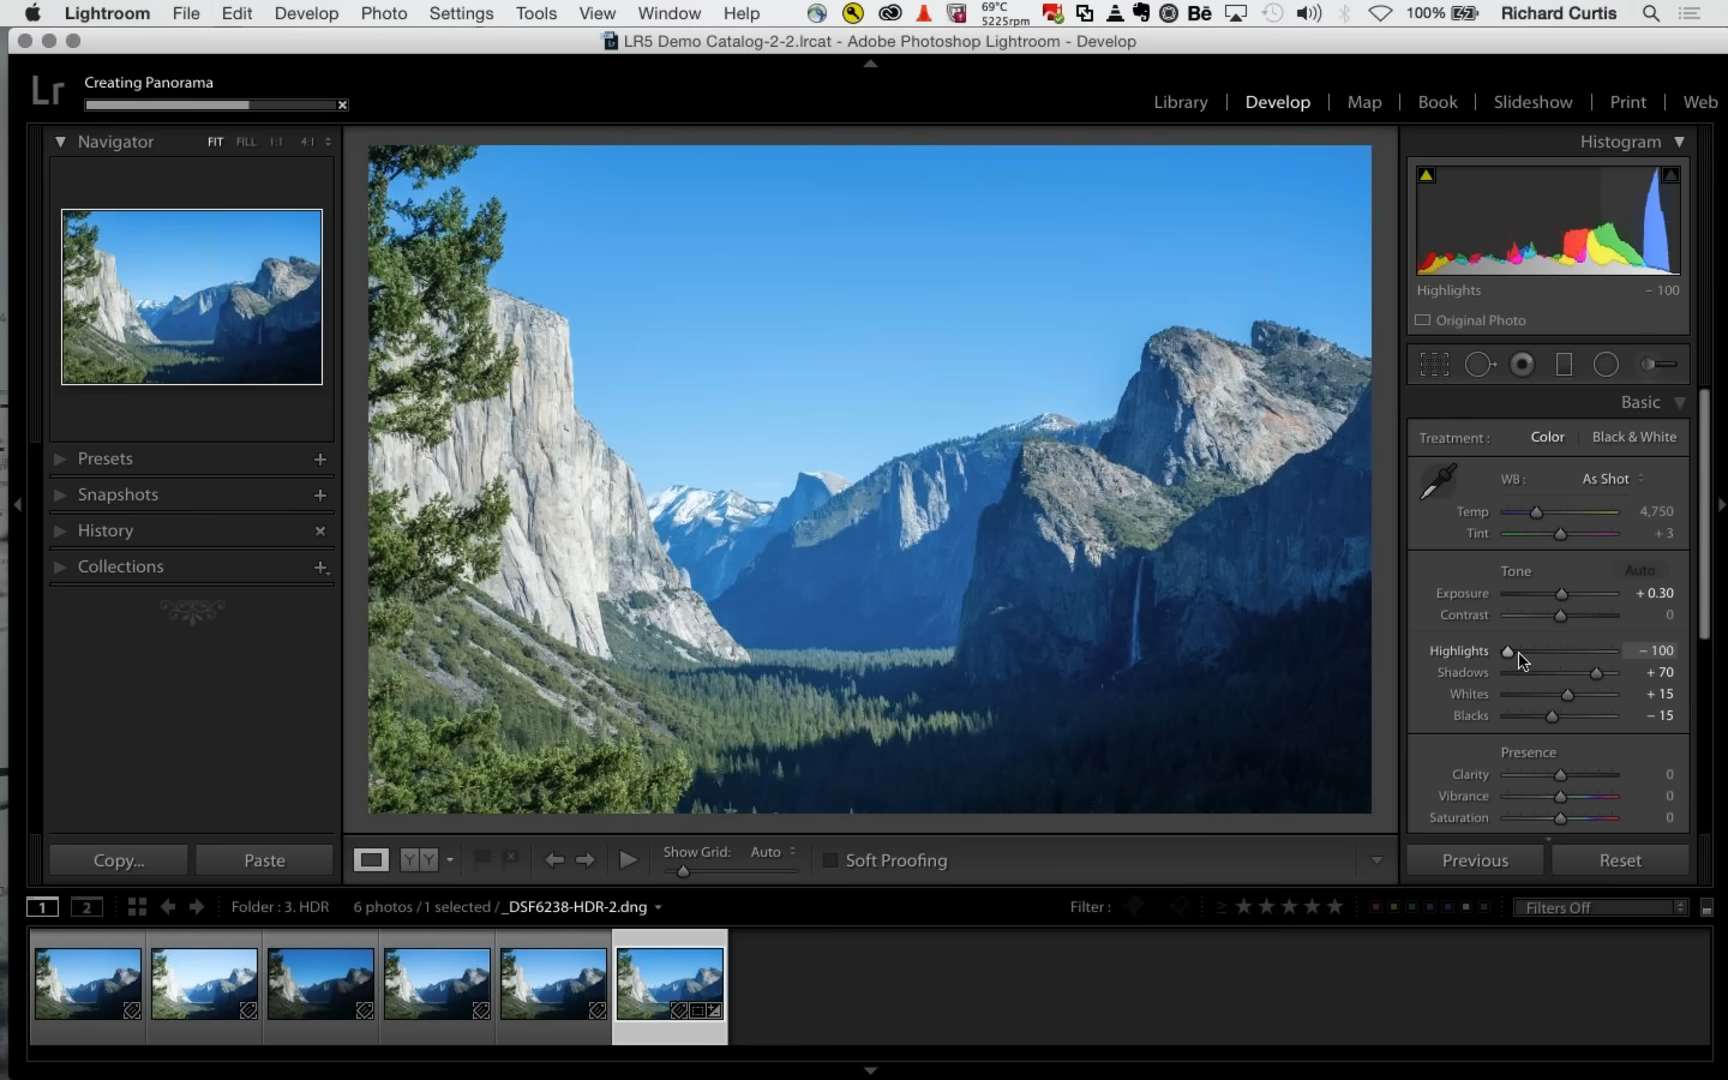 Lightroom File Edit Develop Photo Settings Tools View Window Help 69°C 5225rpm Bē 100% Richard Curtis
LR5 Demo Catalog-2-2.lrcat - Adobe Photoshop Lightroom - Develop
Lr Creating Panorama
Library | Develop | Map | Book | Slideshow | Print | Web
Navigator FIT FILL 1:1 4:1
Histogram
Highlights - 100
Original Photo
Basic
Treatment : Color Black & White
WB : As Shot
Temp 4,750
Tint + 3
Tone Auto
Exposure + 0.30
Contrast 0
Highlights - 100
Shadows + 70
Whites + 15
Blacks - 15
Presence
Clarity 0
Vibrance 0
Saturation 0
Presets +
Snapshots +
History ×
Collections +
Copy... Paste
YY Show Grid: Auto Soft Proofing
Previous Reset
1 2 Folder : 3. HDR 6 photos / 1 selected / _DSF6238-HDR-2.dng Filter : ≥ ★★★★★ Filters Off